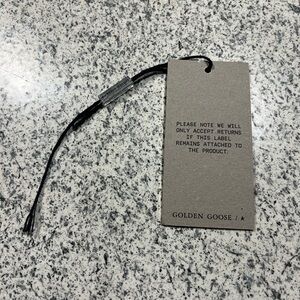 PLEASE NOTE WE WILL
ONLY ACCEPT RETURNS
IF THIS LABEL
REMAINS ATTACHED TO
THE PRODUCT.
GOLDEN GOOSE / ★